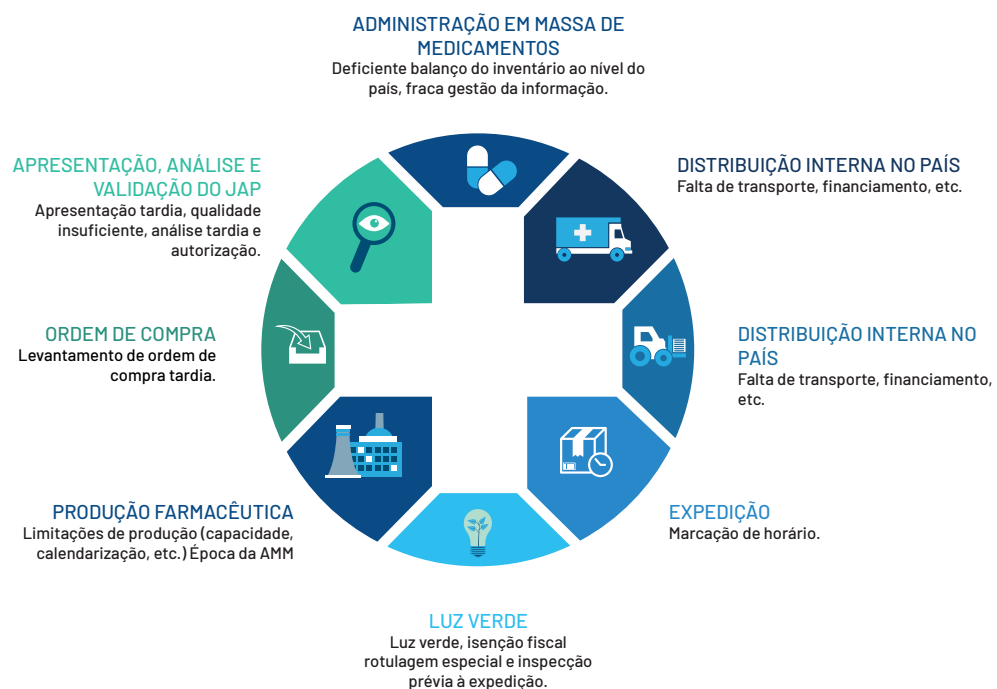 ADMINISTRAÇÃO EM MASSA DE
MEDICAMENTOS
Deficiente balanço do inventário ao nível do
país, fraca gestão da informação.
DISTRIBUIÇÃO INTERNA NO PAÍS
Falta de transporte, financiamento, etc.
DISTRIBUIÇÃO INTERNA NO
PAÍS
Falta de transporte, financiamento,
etc.
EXPEDIÇÃO
Marcação de horário.
LUZ VERDE
Luz verde, isenção fiscal
rotulagem especial e inspecção
prévia à expedição.
PRODUÇÃO FARMACÊUTICA
Limitações de produção (capacidade,
calendarização, etc.) Época da AMM
ORDEM DE COMPRA
Levantamento de ordem de
compra tardia.
APRESENTAÇÃO, ANÁLISE E
VALIDAÇÃO DO JAP
Apresentação tardia, qualidade
insuficiente, análise tardia e
autorização.